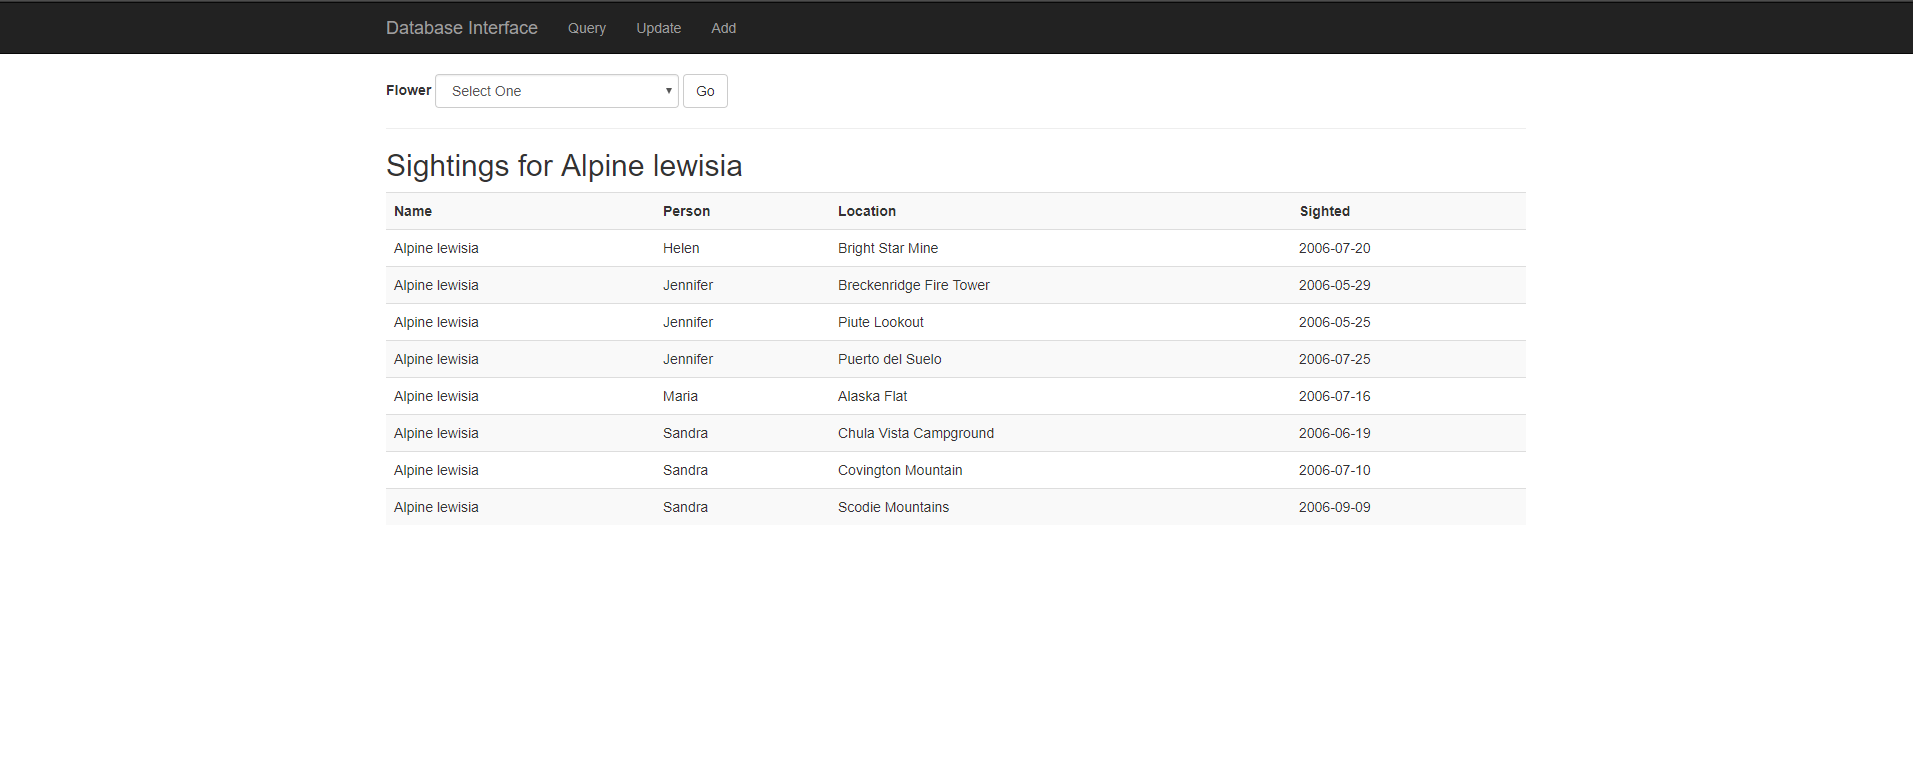 Database Interface Query Update Add
Flower Select One Go
Sightings for Alpine lewisia
Name Person Location Sighted
Alpine lewisia Helen Bright Star Mine 2006-07-20
Alpine lewisia Jennifer Breckenridge Fire Tower 2006-05-29
Alpine lewisia Jennifer Piute Lookout 2006-05-25
Alpine lewisia Jennifer Puerto del Suelo 2006-07-25
Alpine lewisia Maria Alaska Flat 2006-07-16
Alpine lewisia Sandra Chula Vista Campground 2006-06-19
Alpine lewisia Sandra Covington Mountain 2006-07-10
Alpine lewisia Sandra Scodie Mountains 2006-09-09